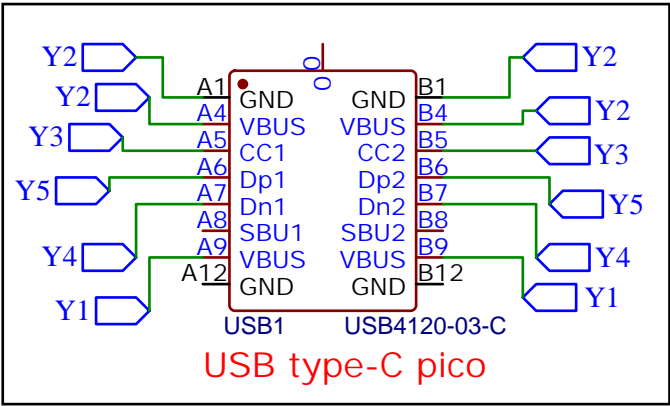 Y2 Y2
0
0
A1 GND GND B1
Y2 A4 VBUS VBUS B4 Y2
Y3 A5 CC1 CC2 B5 Y3
Y5 A6 Dp1 Dp2 B6 Y5
A7 Dn1 Dn2 B7
A8 SBU1 SBU2 B8
Y4 A9 VBUS VBUS B9 Y4
A12 GND GND B12
Y1 Y1
USB1 USB4120-03-C
USB type-C pico